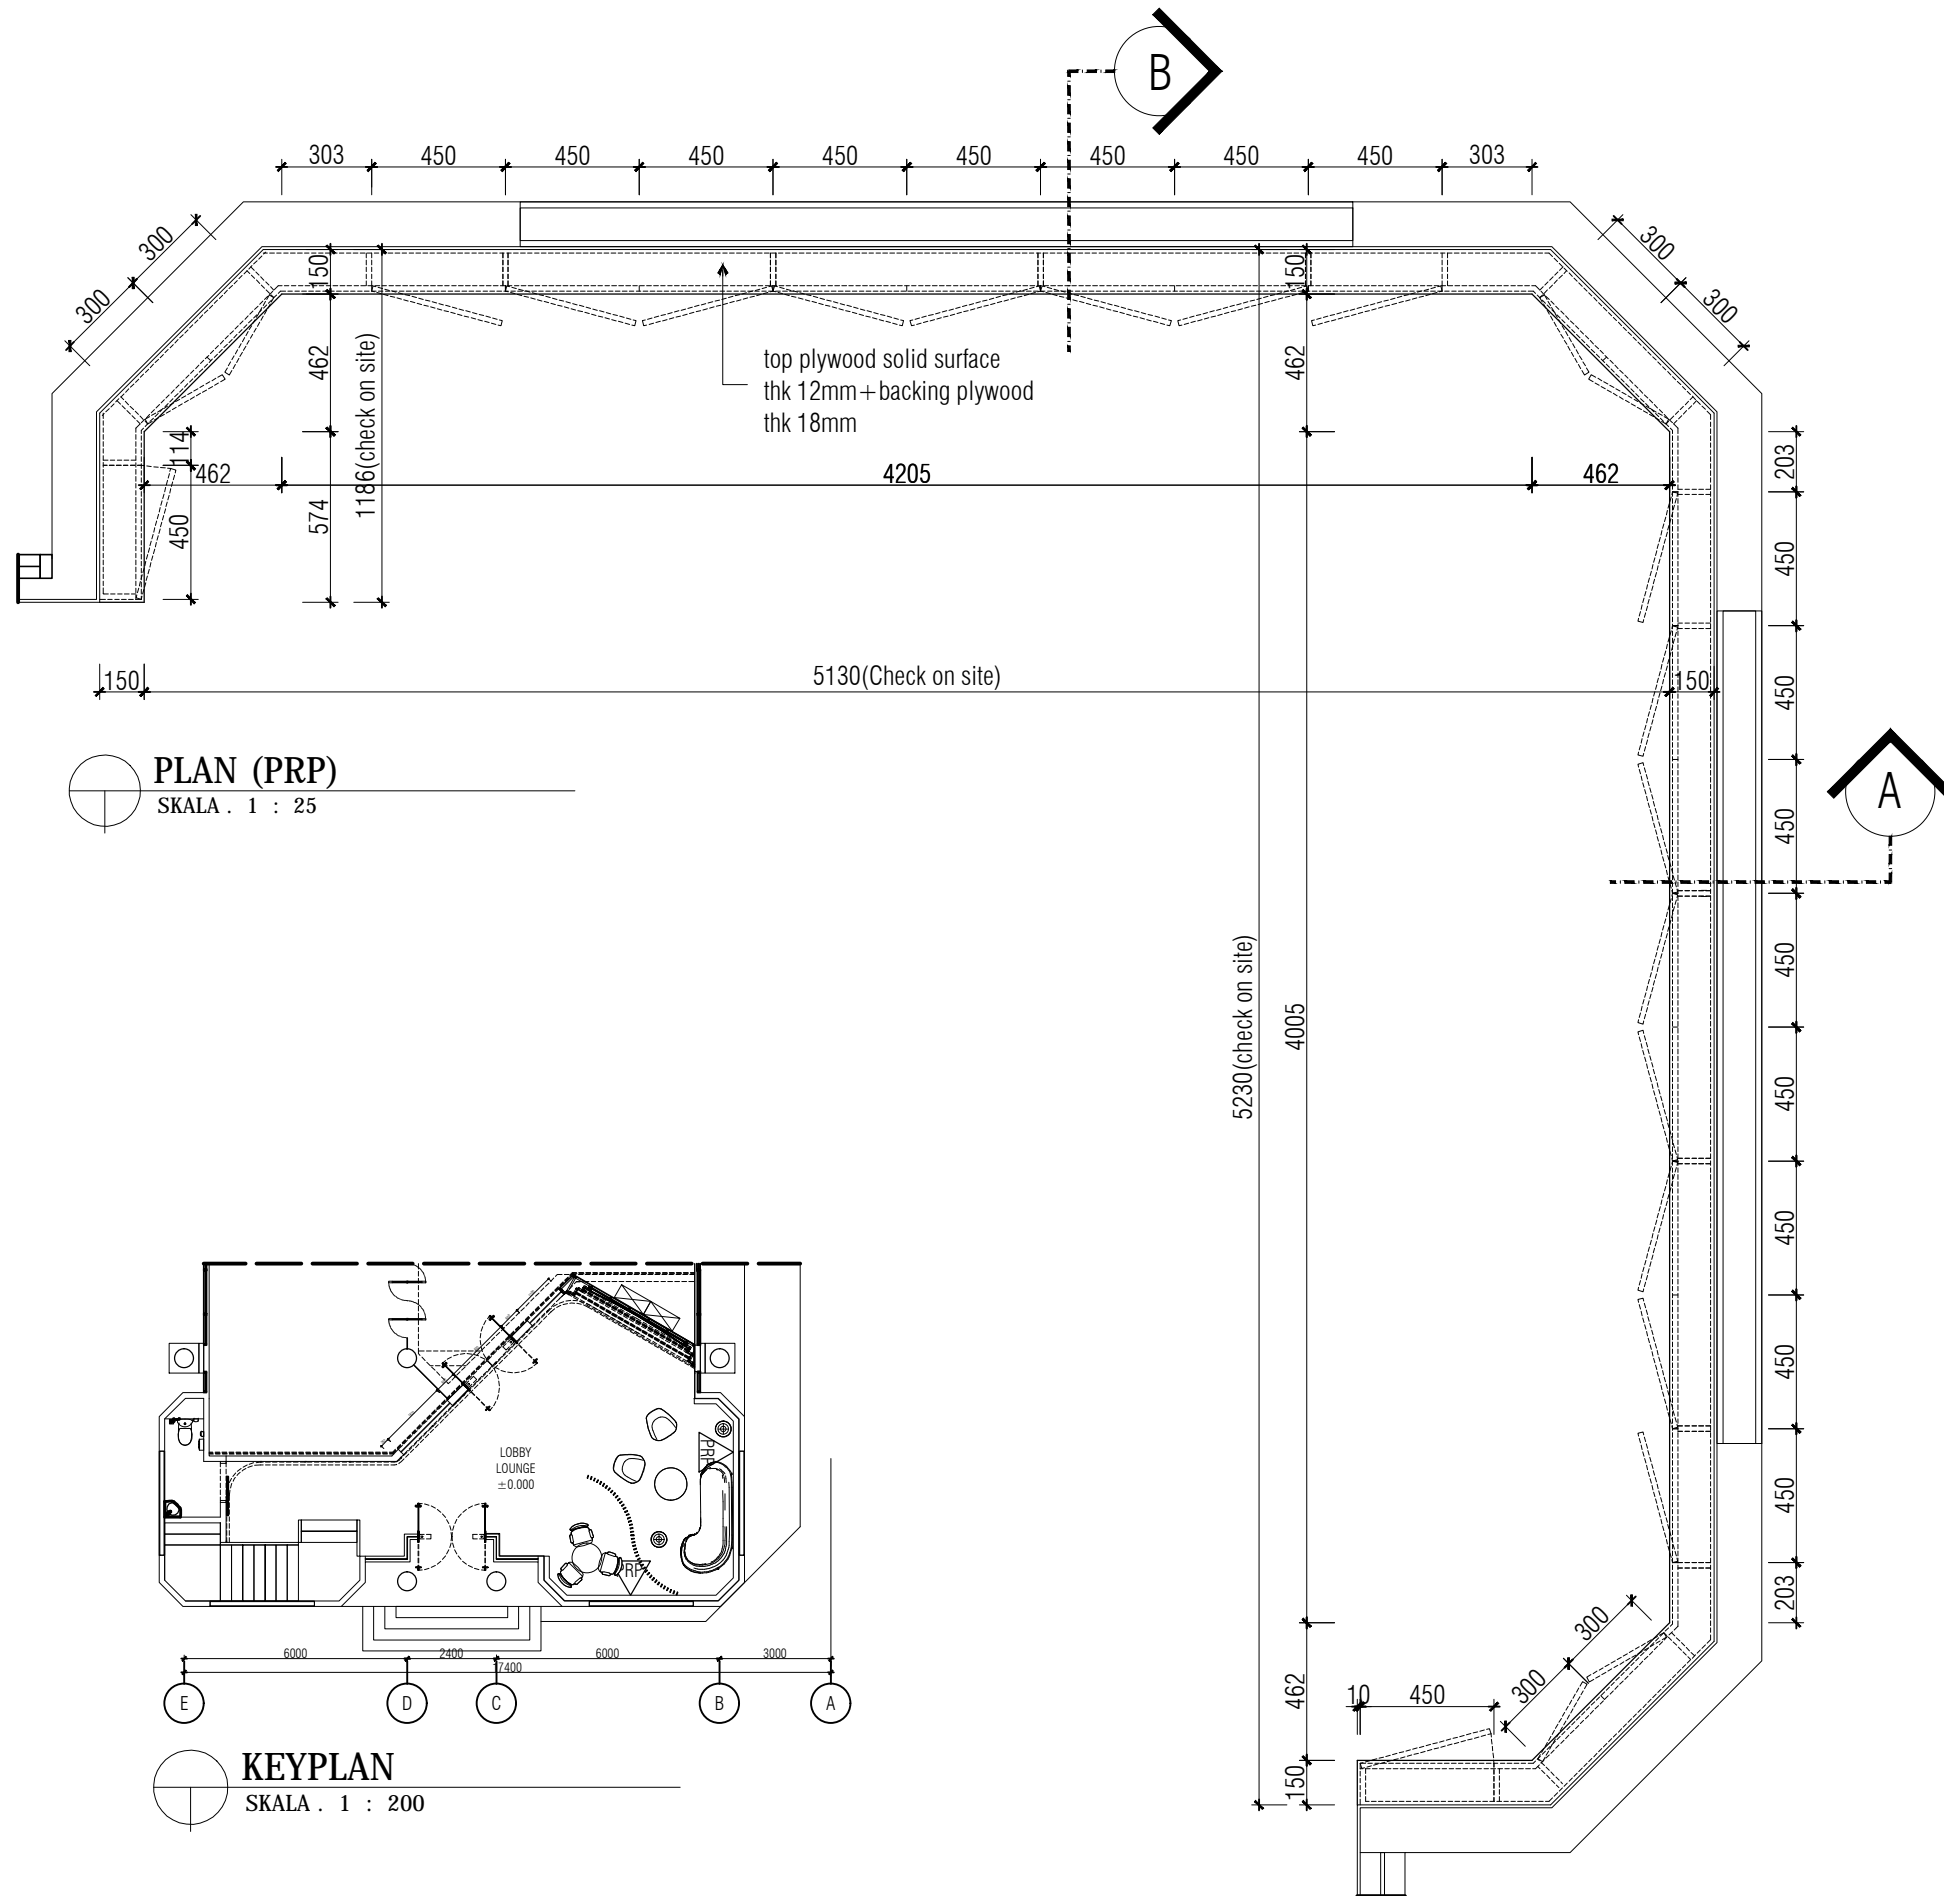 B
303 450 450 450 450 450 450 450 450 303
300
300
300
300
150
462
574
1186(check on site)
114
450
462
4205
462
150
462
top plywood solid surface
thk 12mm+backing plywood
thk 18mm
203
450
450
450
450
450
450
450
450
203
150
5130(Check on site)
150
PLAN (PRP)
SKALA . 1 : 25
A
5230(check on site)
4005
LOBBY
LOUNGE
±0.000
PRP
PRP
6000 2400 6000 3000
17400
E D C B A
KEYPLAN
SKALA . 1 : 200
300
300
10 450
462
150